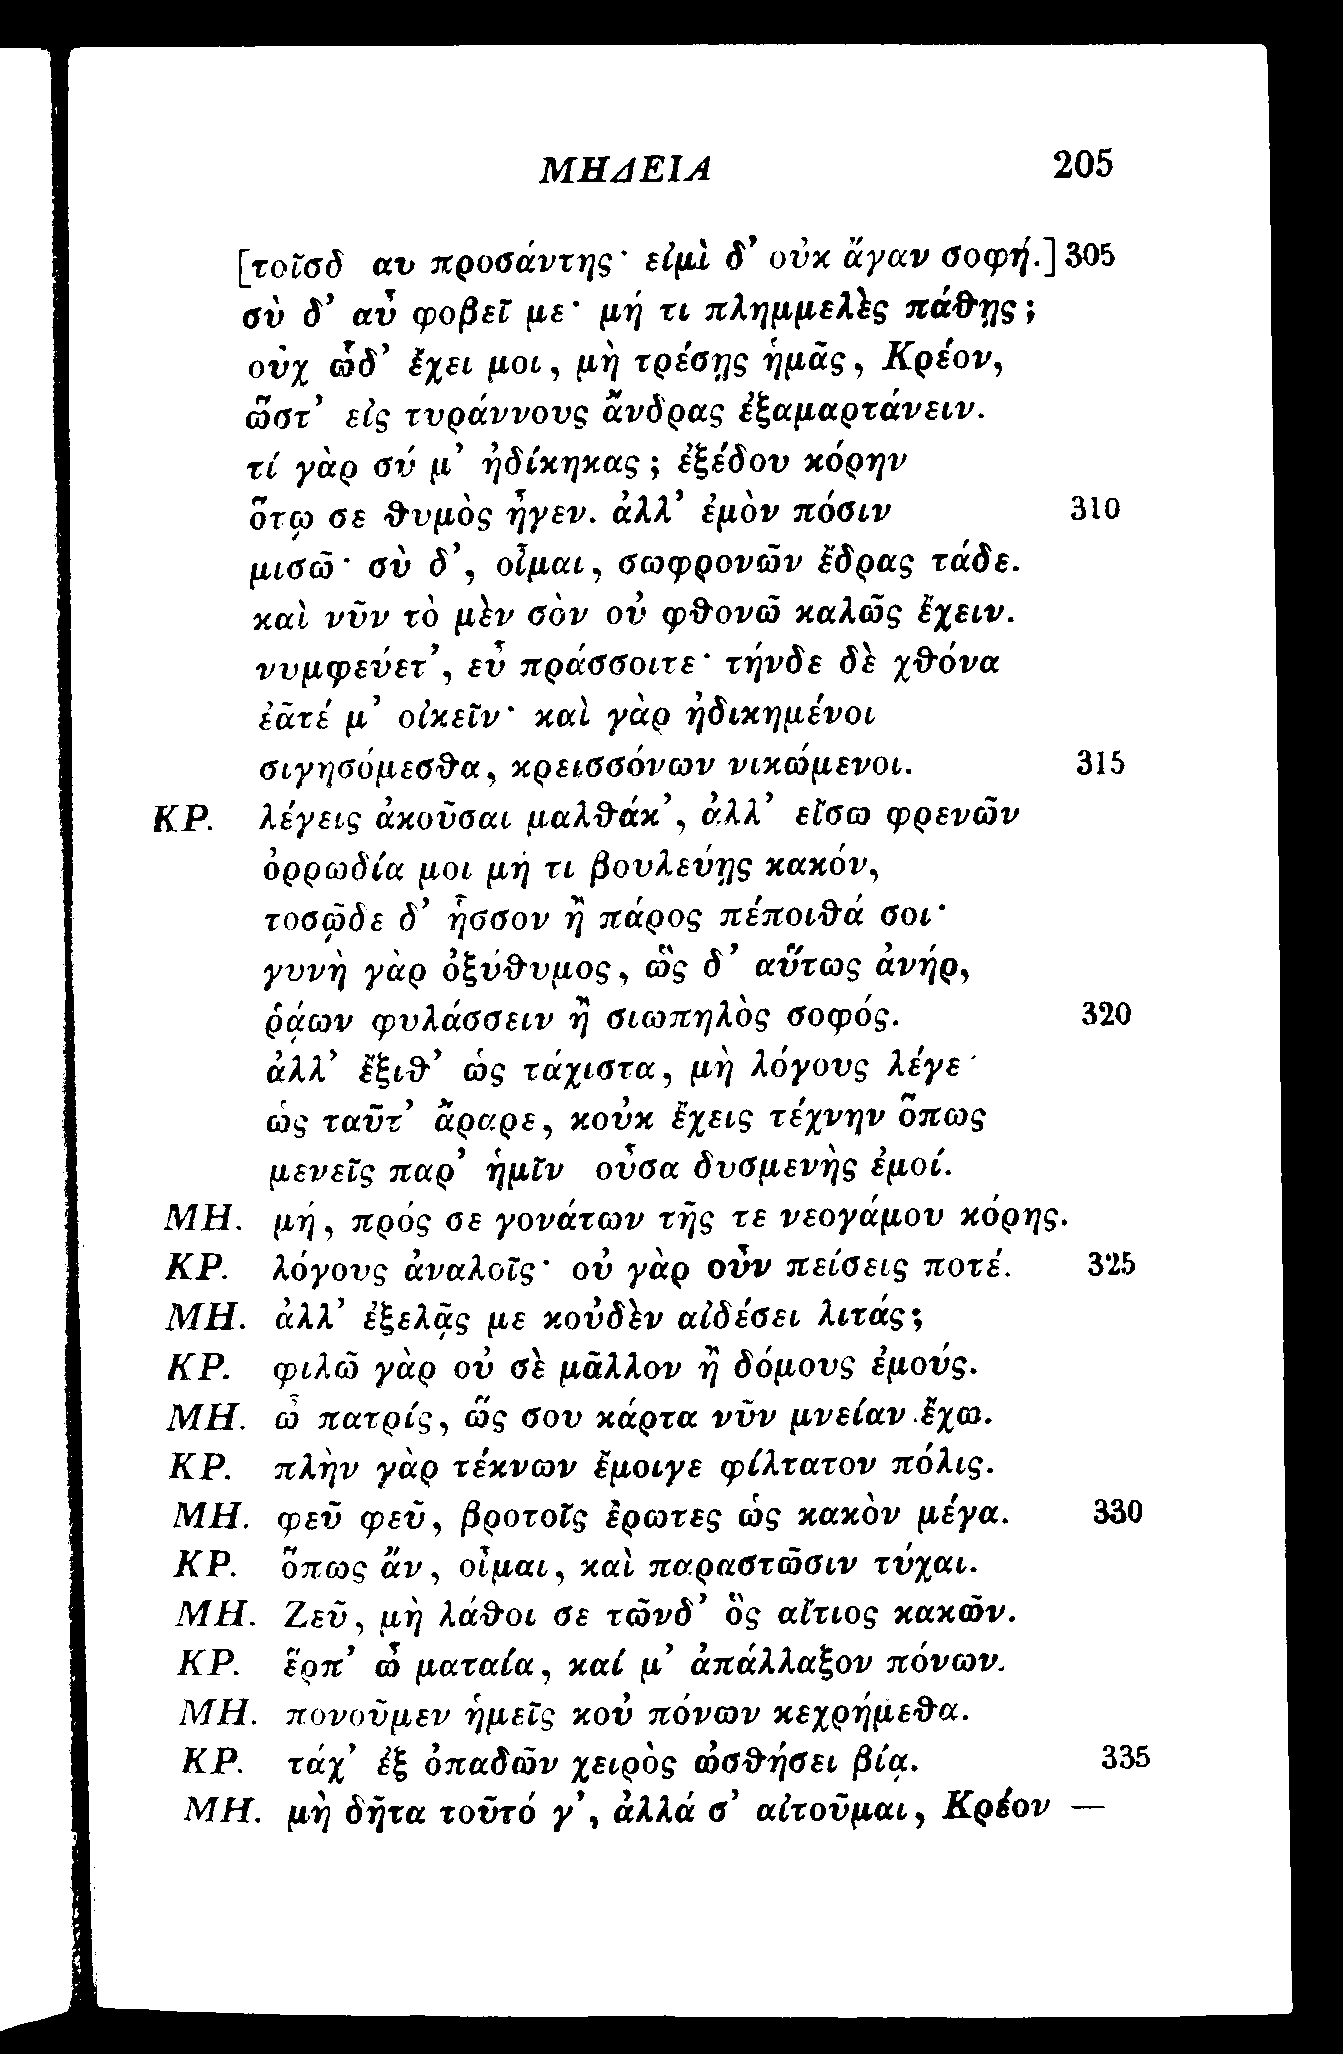 ΜΗΔΕΙΑ 205
[τοῖσδ αυ προσάντης· εἰμὶ δ’ οὐκ ἄγαν σοφή.] 305
σὺ δ’ αὖ φοβεῖ με· μή τι πλημμελὲς πάθῃς;
οὐχ ὧδ’ ἔχει μοι, μὴ τρέσῃς ἡμᾶς, Κρέον,
ὥστ’ εἰς τυράννους ἄνδρας ἐξαμαρτάνειν.
τί γὰρ σύ μ’ ἠδίκηκας; ἐξέδου κόρην
ὅτῳ σε θυμὸς ἦγεν. ἀλλ’ ἐμὸν πόσιν 310
μισῶ· σὺ δ’, οἶμαι, σωφρονῶν ἔδρας τάδε.
καὶ νῦν τὸ μὲν σὸν οὐ φθονῶ καλῶς ἔχειν.
νυμφεύετ’, εὖ πράσσοιτε· τήνδε δὲ χθόνα
ἐᾶτέ μ’ οἰκεῖν· καὶ γὰρ ἠδικημένοι
σιγησόμεσθα, κρεισσόνων νικώμενοι. 315
ΚΡ. λέγεις ἀκοῦσαι μαλθάκ’, ἀλλ’ εἴσω φρενῶν
ὀρρωδία μοι μή τι βουλεύῃς κακόν,
τοσῷδε δ’ ἧσσον ἢ πάρος πέποιθά σοι·
γυνὴ γὰρ ὀξύθυμος, ὣς δ’ αὔτως ἀνήρ,
ῥᾴων φυλάσσειν ἢ σιωπηλὸς σοφός. 320
ἀλλ’ ἔξιθ’ ὡς τάχιστα, μὴ λόγους λέγε·
ὡς ταῦτ’ ἄραρε, κοὐκ ἔχεις τέχνην ὅπως
μενεῖς παρ’ ἡμῖν οὖσα δυσμενὴς ἐμοί.
ΜΗ. μή, πρός σε γονάτων τῆς τε νεογάμου κόρης.
ΚΡ. λόγους ἀναλοῖς· οὐ γὰρ οὖν πείσεις ποτέ. 325
ΜΗ. ἀλλ’ ἐξελᾷς με κοὐδὲν αἰδέσει λιτάς;
ΚΡ. φιλῶ γὰρ οὐ σὲ μᾶλλον ἢ δόμους ἐμούς.
ΜΗ. ὦ πατρίς, ὥς σου κάρτα νῦν μνείαν ἔχω.
ΚΡ. πλὴν γὰρ τέκνων ἔμοιγε φίλτατον πόλις.
ΜΗ. φεῦ φεῦ, βροτοῖς ἔρωτες ὡς κακὸν μέγα. 330
ΚΡ. ὅπως ἄν, οἶμαι, καὶ παραστῶσιν τύχαι.
ΜΗ. Ζεῦ, μὴ λάθοι σε τῶνδ’ ὃς αἴτιος κακῶν.
ΚΡ. ἕρπ’ ὦ ματαία, καί μ’ ἀπάλλαξον πόνων.
ΜΗ. πονοῦμεν ἡμεῖς κοὐ πόνων κεχρήμεθα.
ΚΡ. τάχ’ ἐξ ὀπαδῶν χειρὸς ὠσθήσει βίᾳ. 335
ΜΗ. μὴ δῆτα τοῦτό γ’, ἀλλά σ’ αἰτοῦμαι, Κρέον —